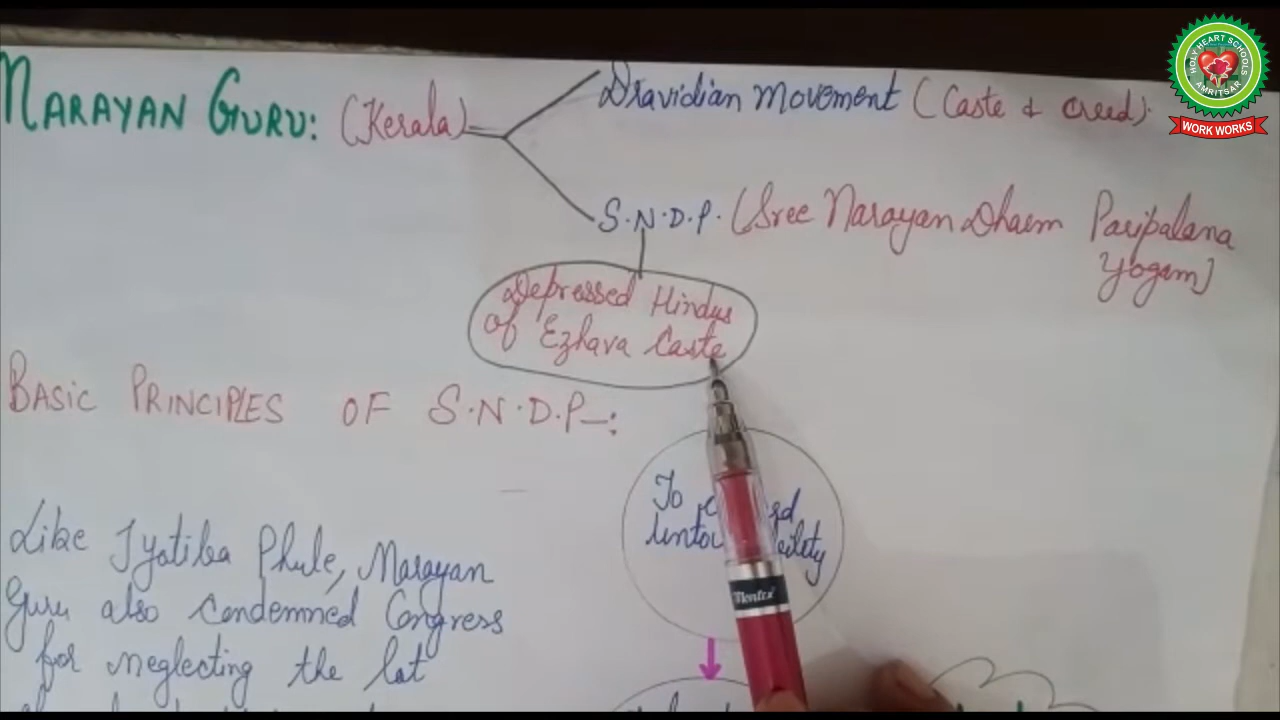 NARAYAN GURU: (Kerala)
Dravidian Movement (Caste & creed).
S.N.D.P. (Sree Narayan Dharm Paripalana
Yogam)
Depressed Hindus
of Ezhava Caste
BASIC PRINCIPLES OF S.N.D.P-:
To
Like Jyotiba Phule, Narayan
Guru also condemned Congress
for neglecting the lot
HOLY HEART SCHOOLS
AMRITSAR
WORK WORKS
Montex